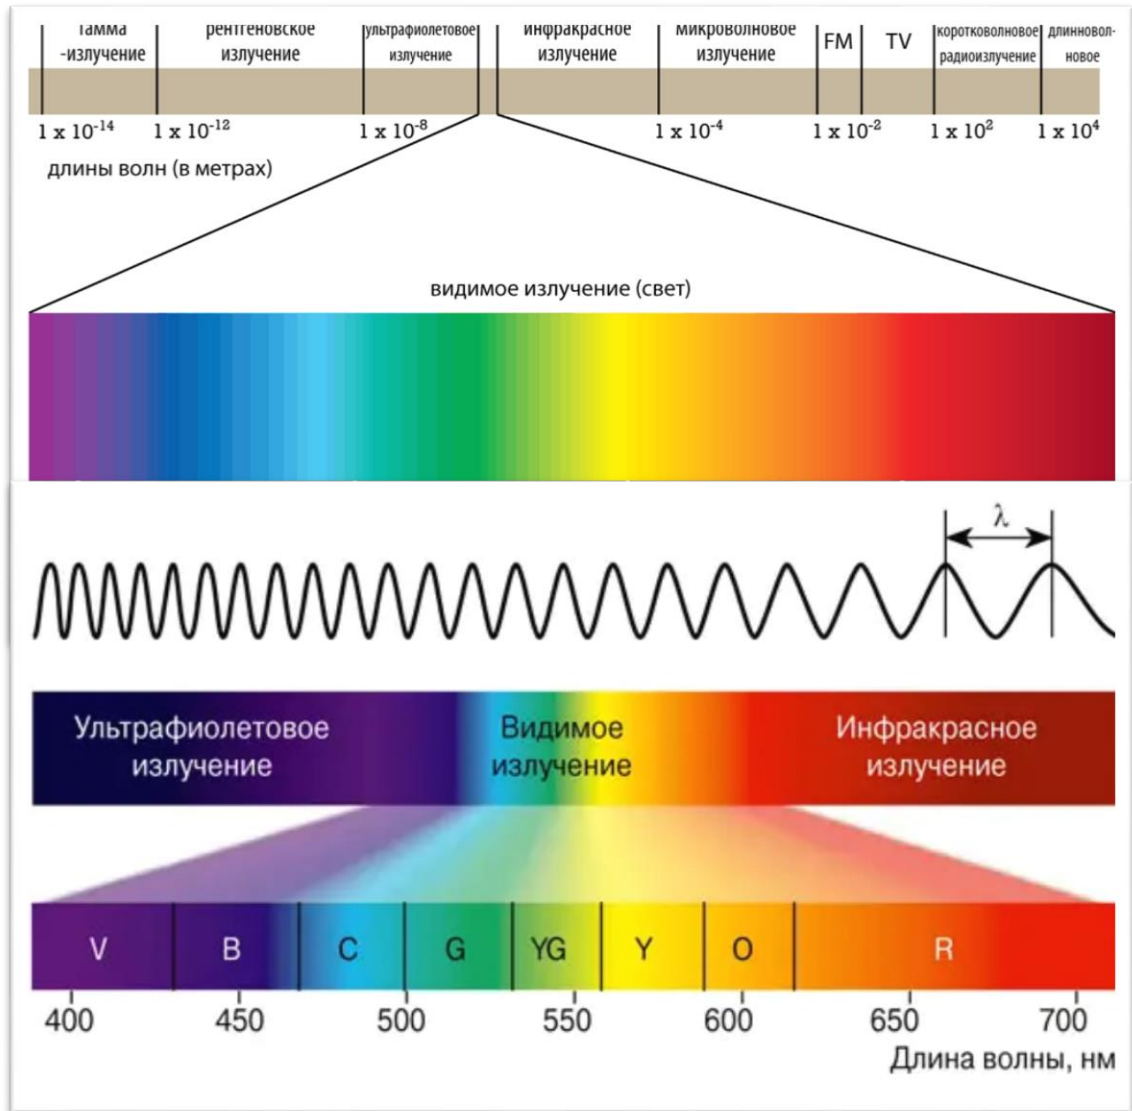 гамма
-излучение
рентгеновское
излучение
ультрафиолетовое
излучение
инфракрасное
излучение
микроволновое
излучение
FM
TV
коротковолновое
радиоизлучение
длинновол-
новое
1 x 10⁻¹⁴
1 x 10⁻¹²
1 x 10⁻⁸
1 x 10⁻⁴
1 x 10⁻²
1 x 10²
1 x 10⁴
длины волн (в метрах)
видимое излучение (свет)
λ
Ультрафиолетовое
излучение
Видимое
излучение
Инфракрасное
излучение
V
B
C
G
YG
Y
O
R
400
450
500
550
600
650
700
Длина волны, нм